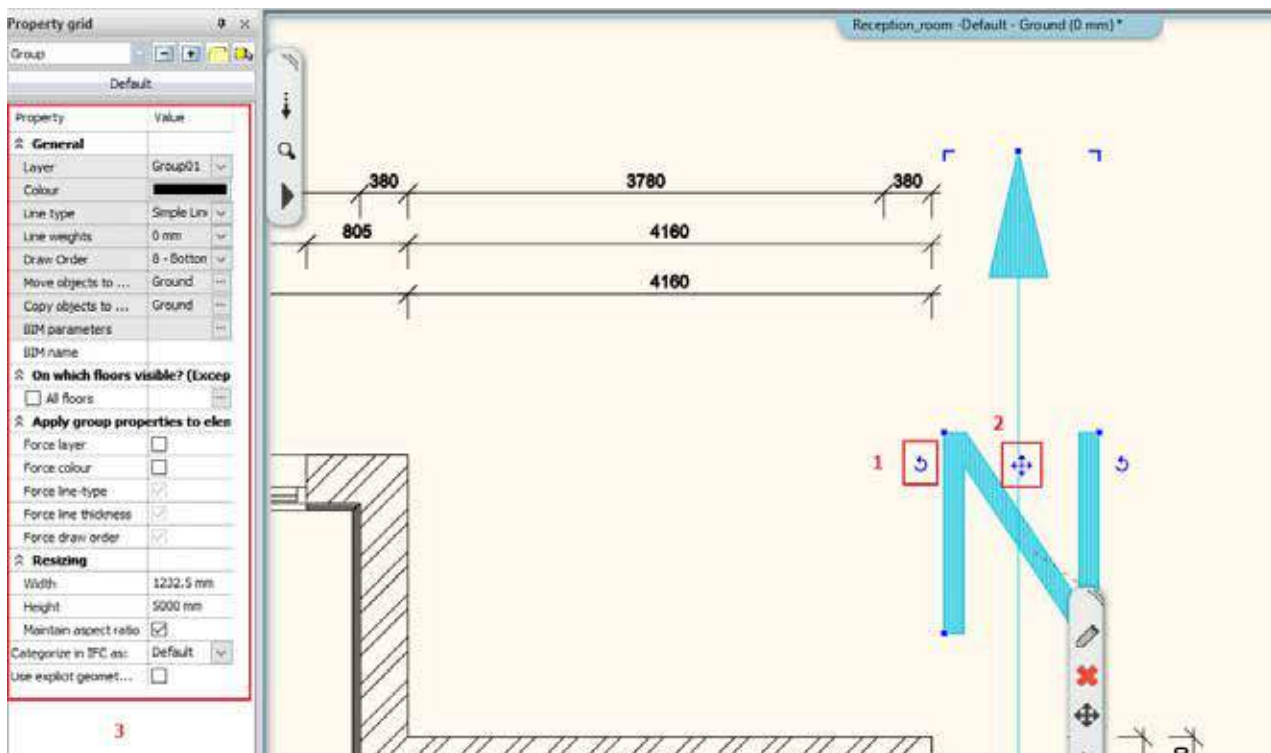 Property grid
Reception_room -Default - Ground (0 mm) *
Group
Default
Property Value
General
Layer Group01
Colour
Line type Simple Line
Line weights 0 mm
Draw Order 8 - Bottom
Move objects to ... Ground ...
Copy objects to ... Ground ...
BIM parameters ...
BIM name
On which floors visible? (Excep
All floors ...
Apply group properties to elem
Force layer
Force colour
Force line-type
Force line thickness
Force draw order
Resizing
Width 1232.5 mm
Height 5000 mm
Maintain aspect ratio
Categorize in IFC as: Default
Use explicit geomet...
3
380 3780 380
805 4160
4160
2
1
N